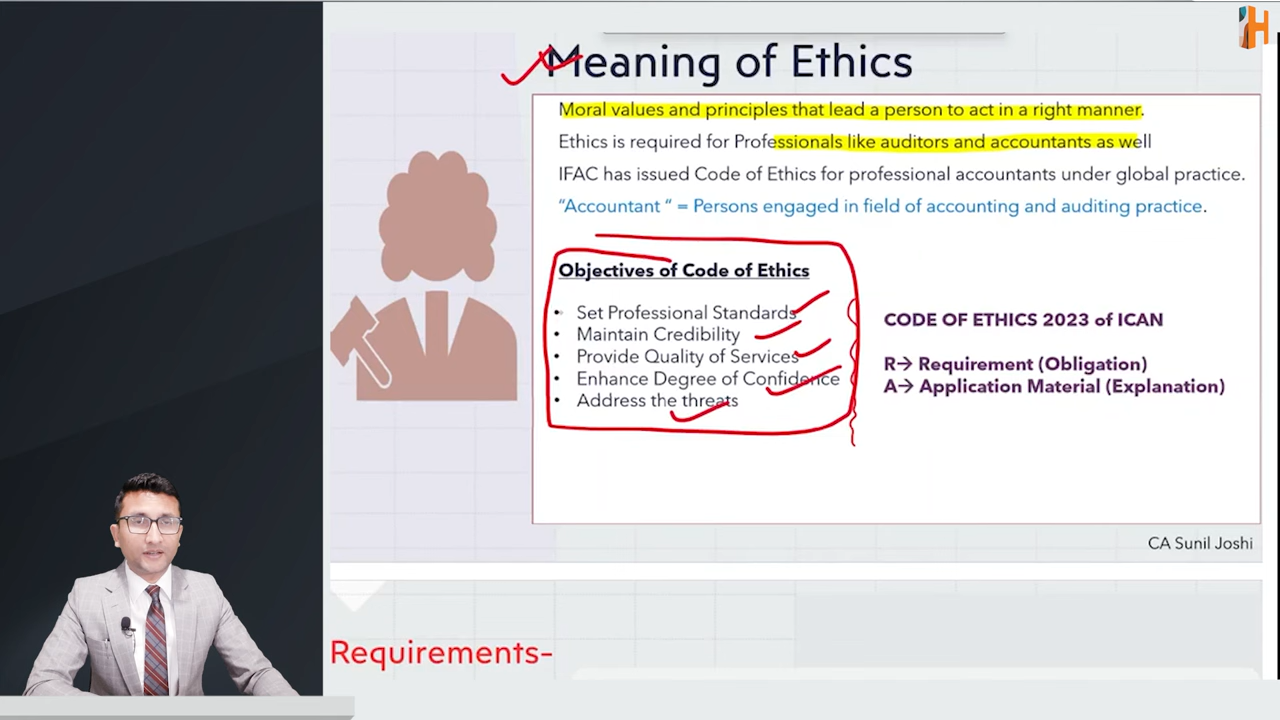 Meaning of Ethics
Moral values and principles that lead a person to act in a right manner.
Ethics is required for Professionals like auditors and accountants as well
IFAC has issued Code of Ethics for professional accountants under global practice.
"Accountant " = Persons engaged in field of accounting and auditing practice.
Objectives of Code of Ethics
• Set Professional Standards
• Maintain Credibility
• Provide Quality of Services
• Enhance Degree of Confidence
• Address the threats
CODE OF ETHICS 2023 of ICAN
R→ Requirement (Obligation)
A→ Application Material (Explanation)
CA Sunil Joshi
Requirements-
H